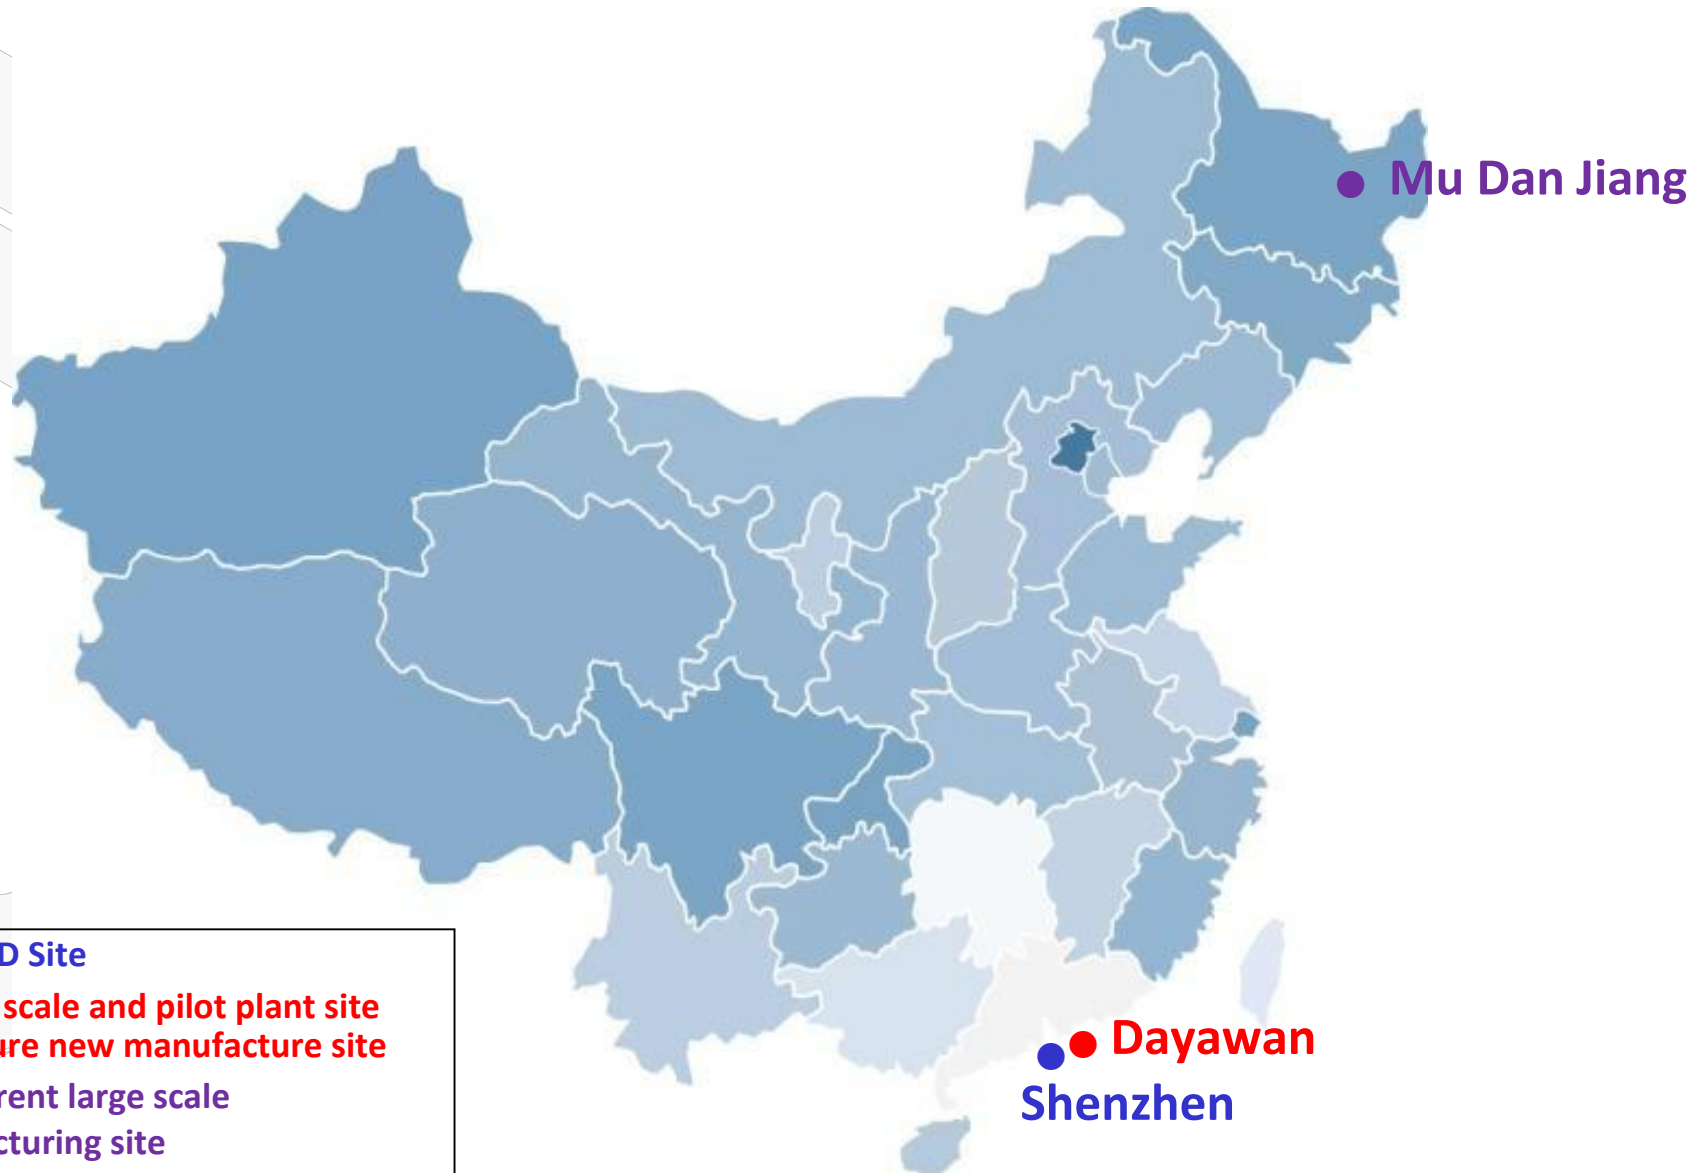 Mu Dan Jiang
D Site
scale and pilot plant site
ure new manufacture site
rent large scale
cturing site
Dayawan
Shenzhen